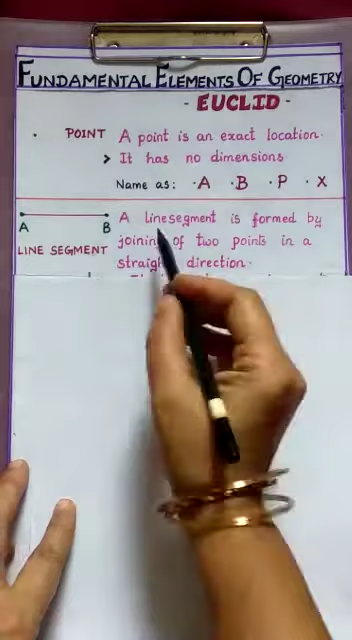 FUNDAMENTAL ELEMENTS OF GEOMETRY
- EUCLID -
POINT A point is an exact location.
> It has no dimensions
Name as: ·A ·B ·P ·X
A B
LINE SEGMENT
A linesegment is formed by
joining of two points in a
straight direction.